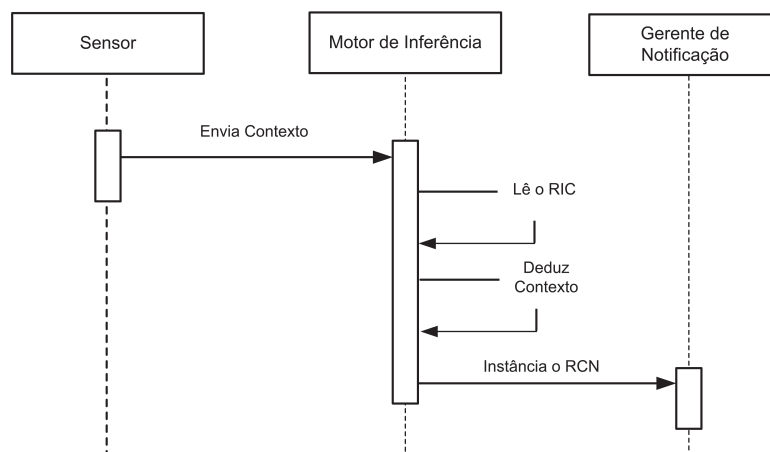 Sensor
Motor de Inferência
Gerente de
Notificação
Envia Contexto
Lê o RIC
Deduz
Contexto
Instância o RCN